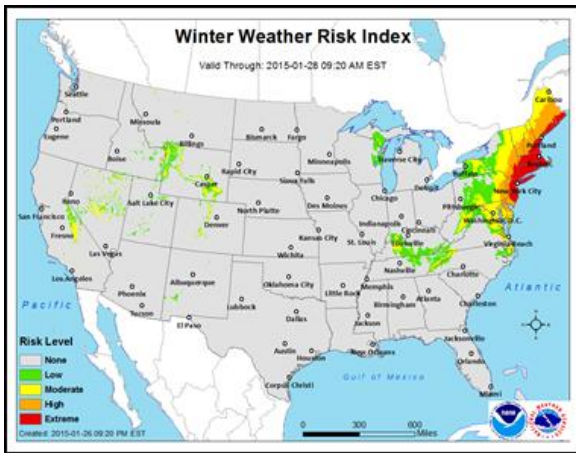 Winter Weather Risk Index
Valid Through: 2015-01-28 09:20 AM EST
Seattle
Portland
Eugene
Missoula
Billings
Boise
Bismarck
Fargo
Minneapolis
Rapid City
Sioux Falls
Casper
Caribou
Portland
Boston
Buffalo
New York City
Traverse City
Detroit
Chicago
Pittsburgh
Washington D.C.
Virginia Beach
Reno
Salt Lake City
San Francisco
Fresno
Las Vegas
Los Angeles
Denver
North Platte
Des Moines
Kansas City
St. Louis
Indianapolis
Cincinnati
Louisville
Nashville
Charlotte
Wichita
Albuquerque
Phoenix
Tucson
El Paso
Lubbock
Oklahoma City
Little Rock
Memphis
Birmingham
Atlanta
Charleston
Dallas
Jackson
Jacksonville
Austin
Houston
New Orleans
Corpus Christi
Orlando
Miami
Pacific
Atlantic
Gulf of Mexico
Risk Level
None
Low
Moderate
High
Extreme
Created: 2015-01-26 09:20 PM EST
0 300 600
Miles